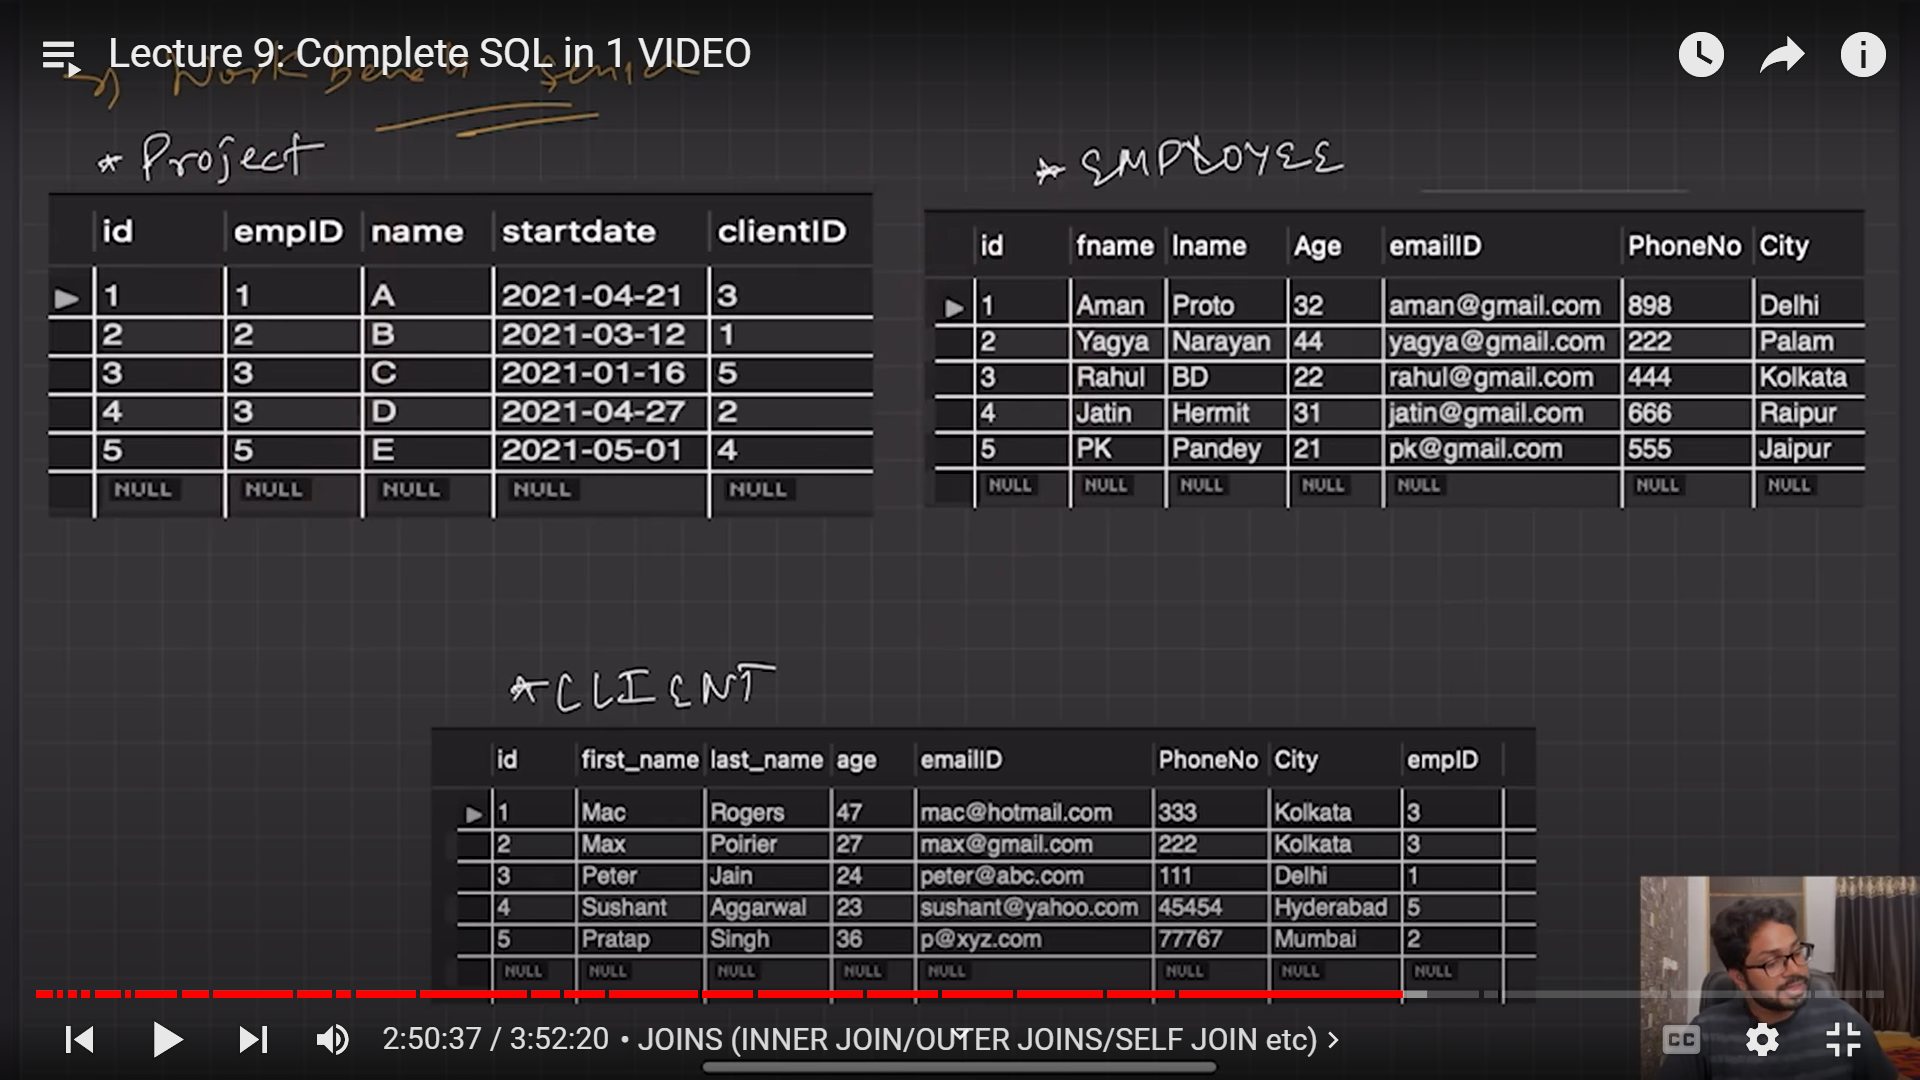 Lecture 9: Complete SQL in 1 VIDEO
* Project
id empID name startdate clientID
1 1 A 2021-04-21 3
2 2 B 2021-03-12 1
3 3 C 2021-01-16 5
4 3 D 2021-04-27 2
5 5 E 2021-05-01 4
NULL NULL NULL NULL NULL
* EMPLOYEE
id fname lname Age emailID PhoneNo City
1 Aman Proto 32 aman@gmail.com 898 Delhi
2 Yagya Narayan 44 yagya@gmail.com 222 Palam
3 Rahul BD 22 rahul@gmail.com 444 Kolkata
4 Jatin Hermit 31 jatin@gmail.com 666 Raipur
5 PK Pandey 21 pk@gmail.com 555 Jaipur
NULL NULL NULL NULL NULL NULL NULL
* CLIENT
id first_name last_name age emailID PhoneNo City empID
1 Mac Rogers 47 mac@hotmail.com 333 Kolkata 3
2 Max Poirier 27 max@gmail.com 222 Kolkata 3
3 Peter Jain 24 peter@abc.com 111 Delhi 1
4 Sushant Aggarwal 23 sushant@yahoo.com 45454 Hyderabad 5
5 Pratap Singh 36 p@xyz.com 77767 Mumbai 2
NULL NULL NULL NULL NULL NULL NULL NULL
2:50:37 / 3:52:20 • JOINS (INNER JOIN/OUTER JOINS/SELF JOIN etc) >
CC